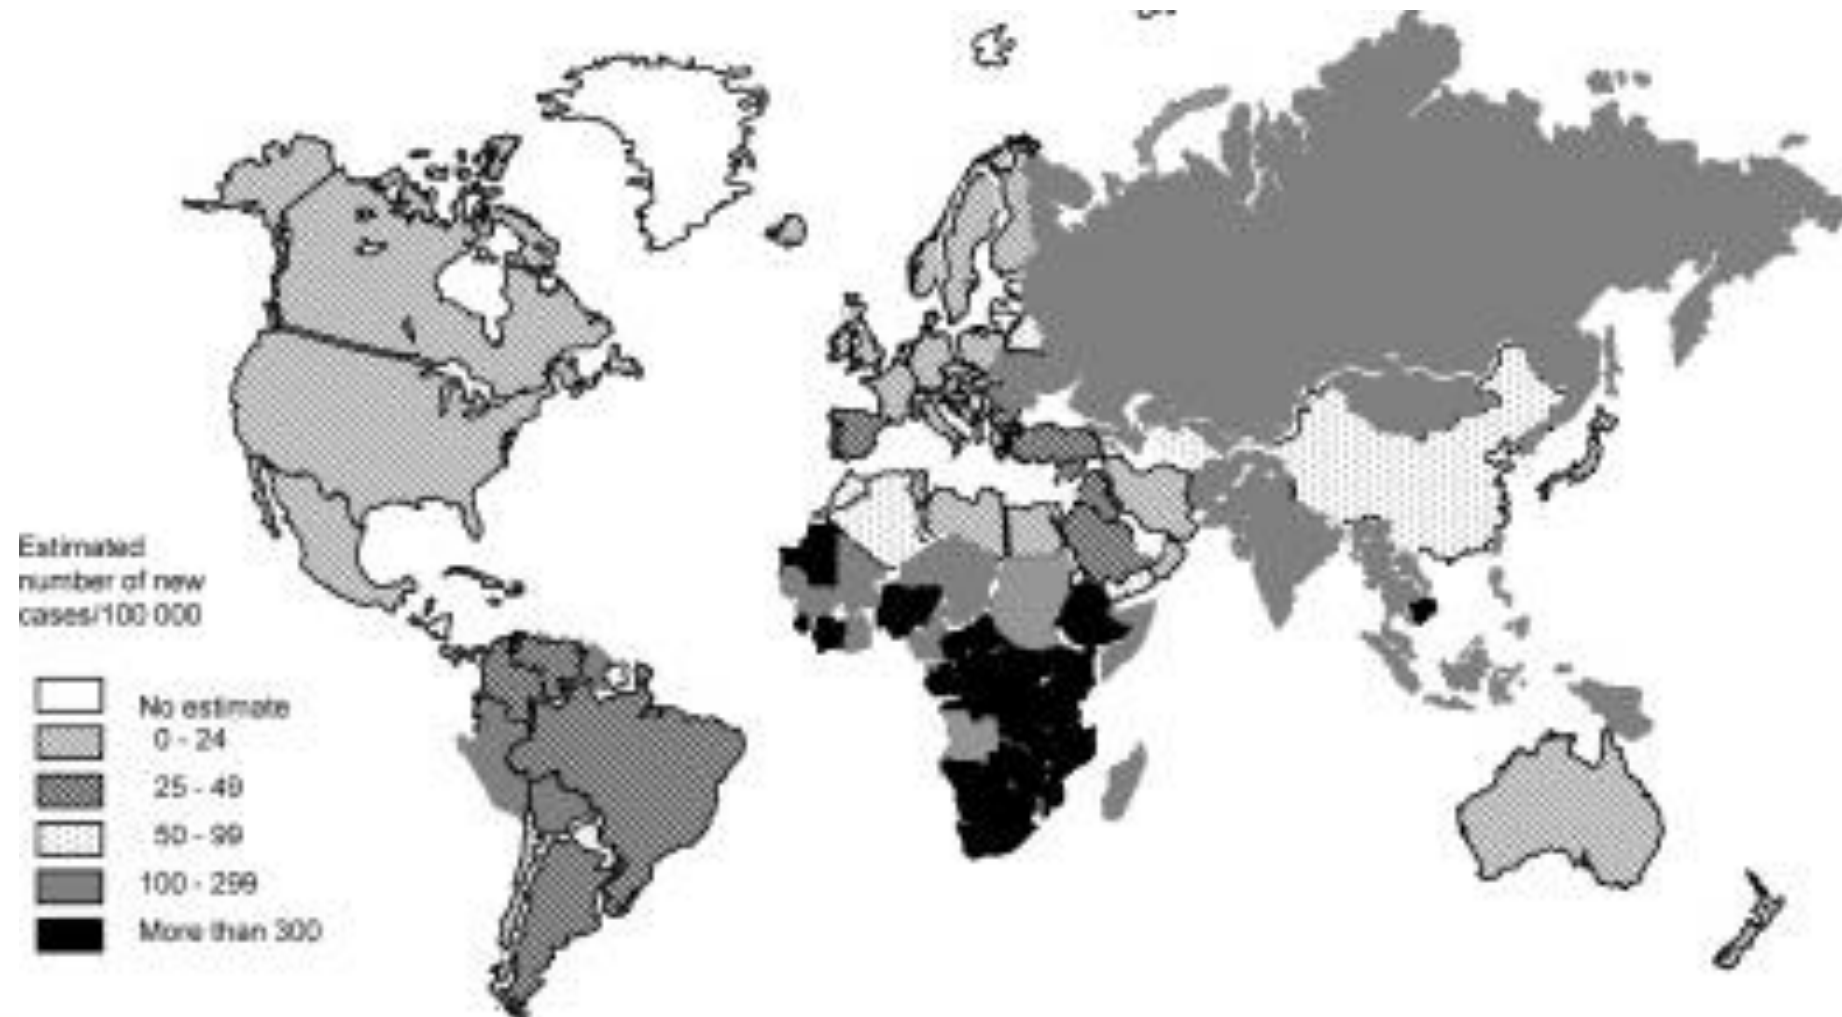 Estimated
number of new
cases/100 000
No estimate
0 - 24
25 - 49
50 - 99
100 - 299
More than 300